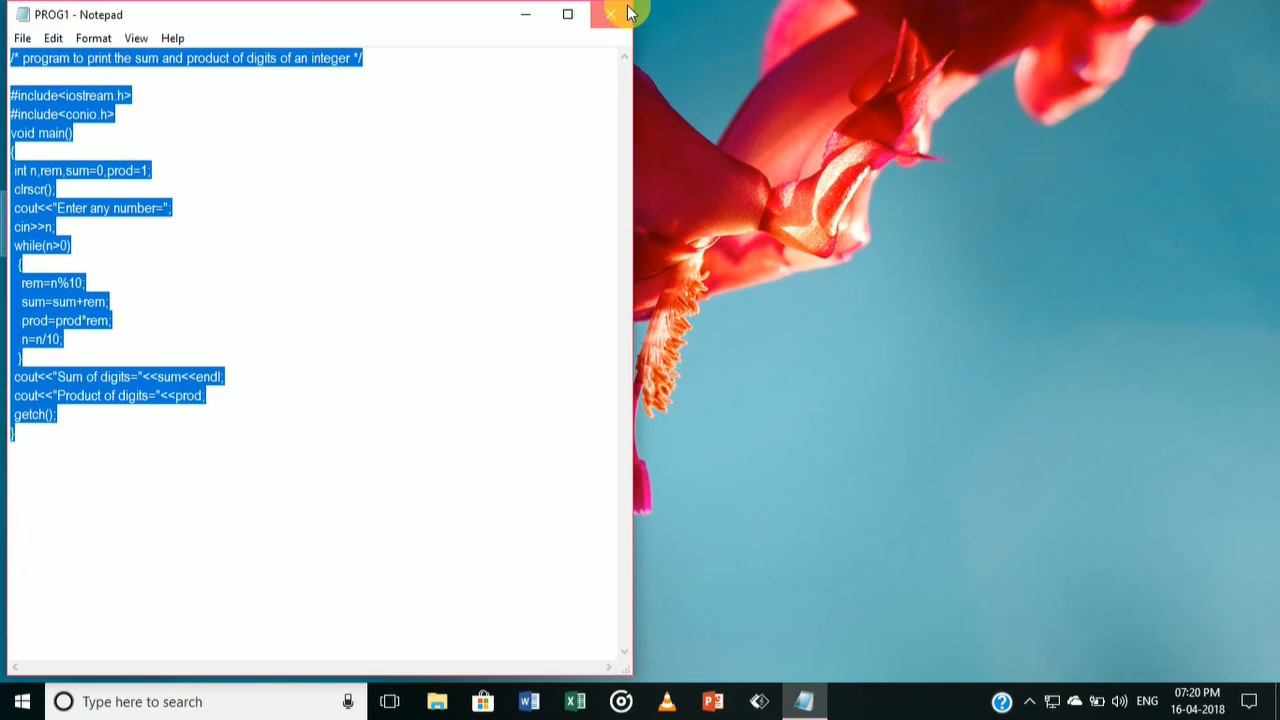 PROG1 - Notepad
File Edit Format View Help
/* program to print the sum and product of digits of an integer */
#include<iostream.h>
#include<conio.h>
void main()
{
int n,rem,sum=0,prod=1;
clrscr();
cout<<"Enter any number=";
cin>>n;
while(n>0)
{
rem=n%10;
sum=sum+rem;
prod=prod*rem;
n=n/10;
}
cout<<"Sum of digits="<<sum<<endl;
cout<<"Product of digits="<<prod;
getch();
}
Type here to search
ENG
07:20 PM
16-04-2018